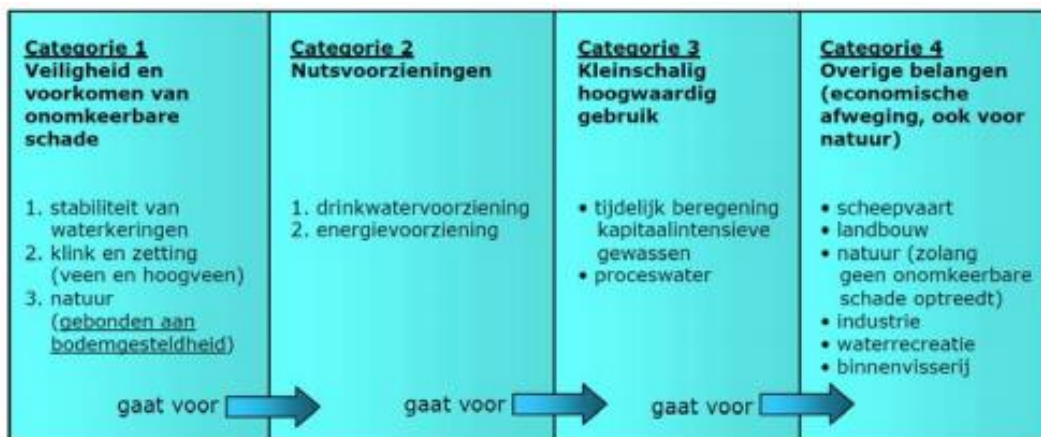 Categorie 1
Veiligheid en
voorkomen van
onomkeerbare
schade
1. stabiliteit van
waterkeringen
2. klink en zetting
(veen en hoogveen)
3. natuur
(gebonden aan
bodemgesteldheid)
gaat voor
Categorie 2
Nutsvoorzieningen
1. drinkwatervoorziening
2. energievoorziening
gaat voor
Categorie 3
Kleinschalig
hoogwaardig
gebruik
• tijdelijk beregening
kapitaalintensieve
gewassen
• proceswater
gaat voor
Categorie 4
Overige belangen
(economische
afweging, ook voor
natuur)
• scheepvaart
• landbouw
• natuur (zolang
geen onomkeerbare
schade optreedt)
• industrie
• waterrecreatie
• binnenvisserij